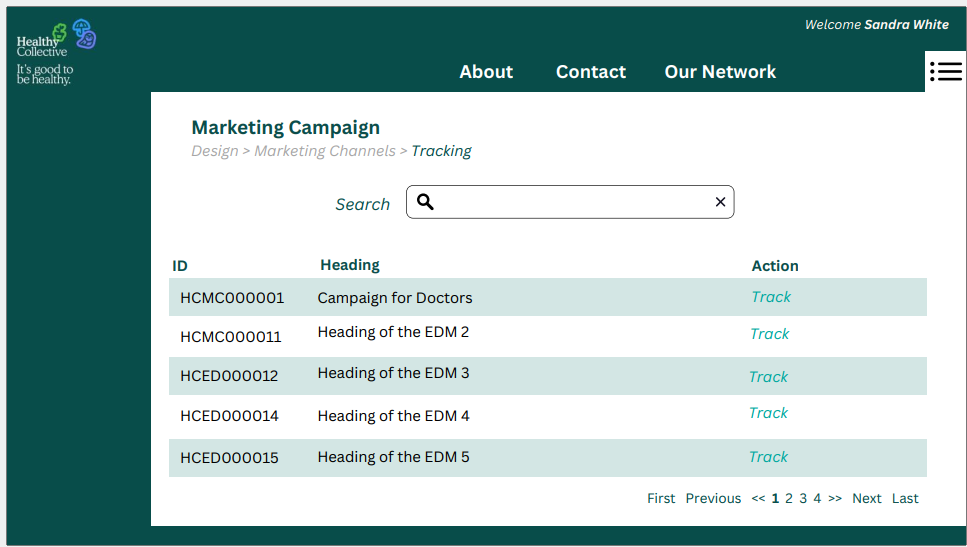 Welcome Sandra White
Healthy
Collective
It's good to
be healthy.
About Contact Our Network
Marketing Campaign
Design > Marketing Channels > Tracking
Search ×
ID Heading Action
HCMC000001 Campaign for Doctors Track
HCMC000011 Heading of the EDM 2 Track
HCED000012 Heading of the EDM 3 Track
HCED000014 Heading of the EDM 4 Track
HCED000015 Heading of the EDM 5 Track
First Previous << 1 2 3 4 >> Next Last